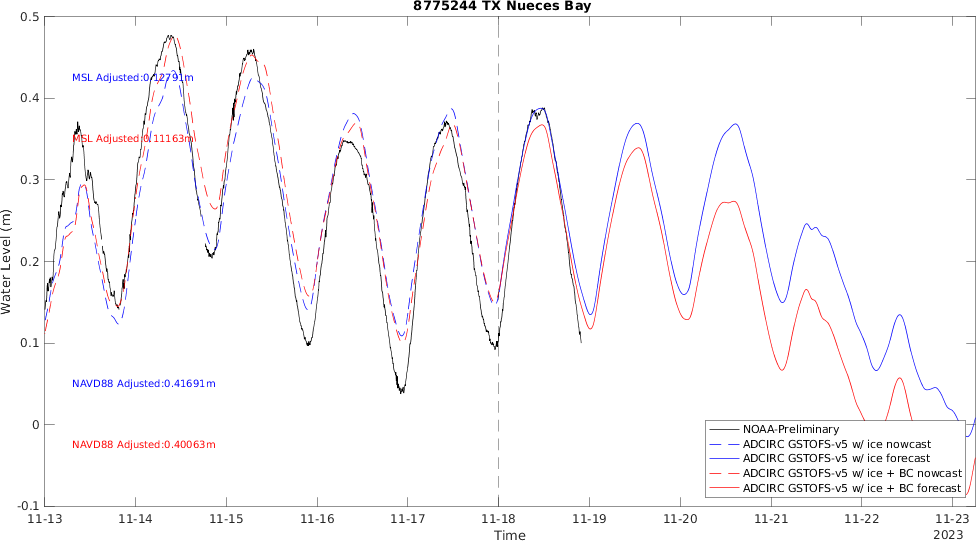 8775244 TX Nueces Bay
0.5
MSL Adjusted:0.12791m
0.4
MSL Adjusted:0.11163m
0.3
0.2
Water Level (m)
0.1
NAVD88 Adjusted:0.41691m
0
NAVD88 Adjusted:0.40063m
NOAA-Preliminary
ADCIRC GSTOFS-v5 w/ ice nowcast
ADCIRC GSTOFS-v5 w/ ice forecast
ADCIRC GSTOFS-v5 w/ ice + BC nowcast
ADCIRC GSTOFS-v5 w/ ice + BC forecast
-0.1
11-13 11-14 11-15 11-16 11-17 11-18 11-19 11-20 11-21 11-22 11-23
Time
2023